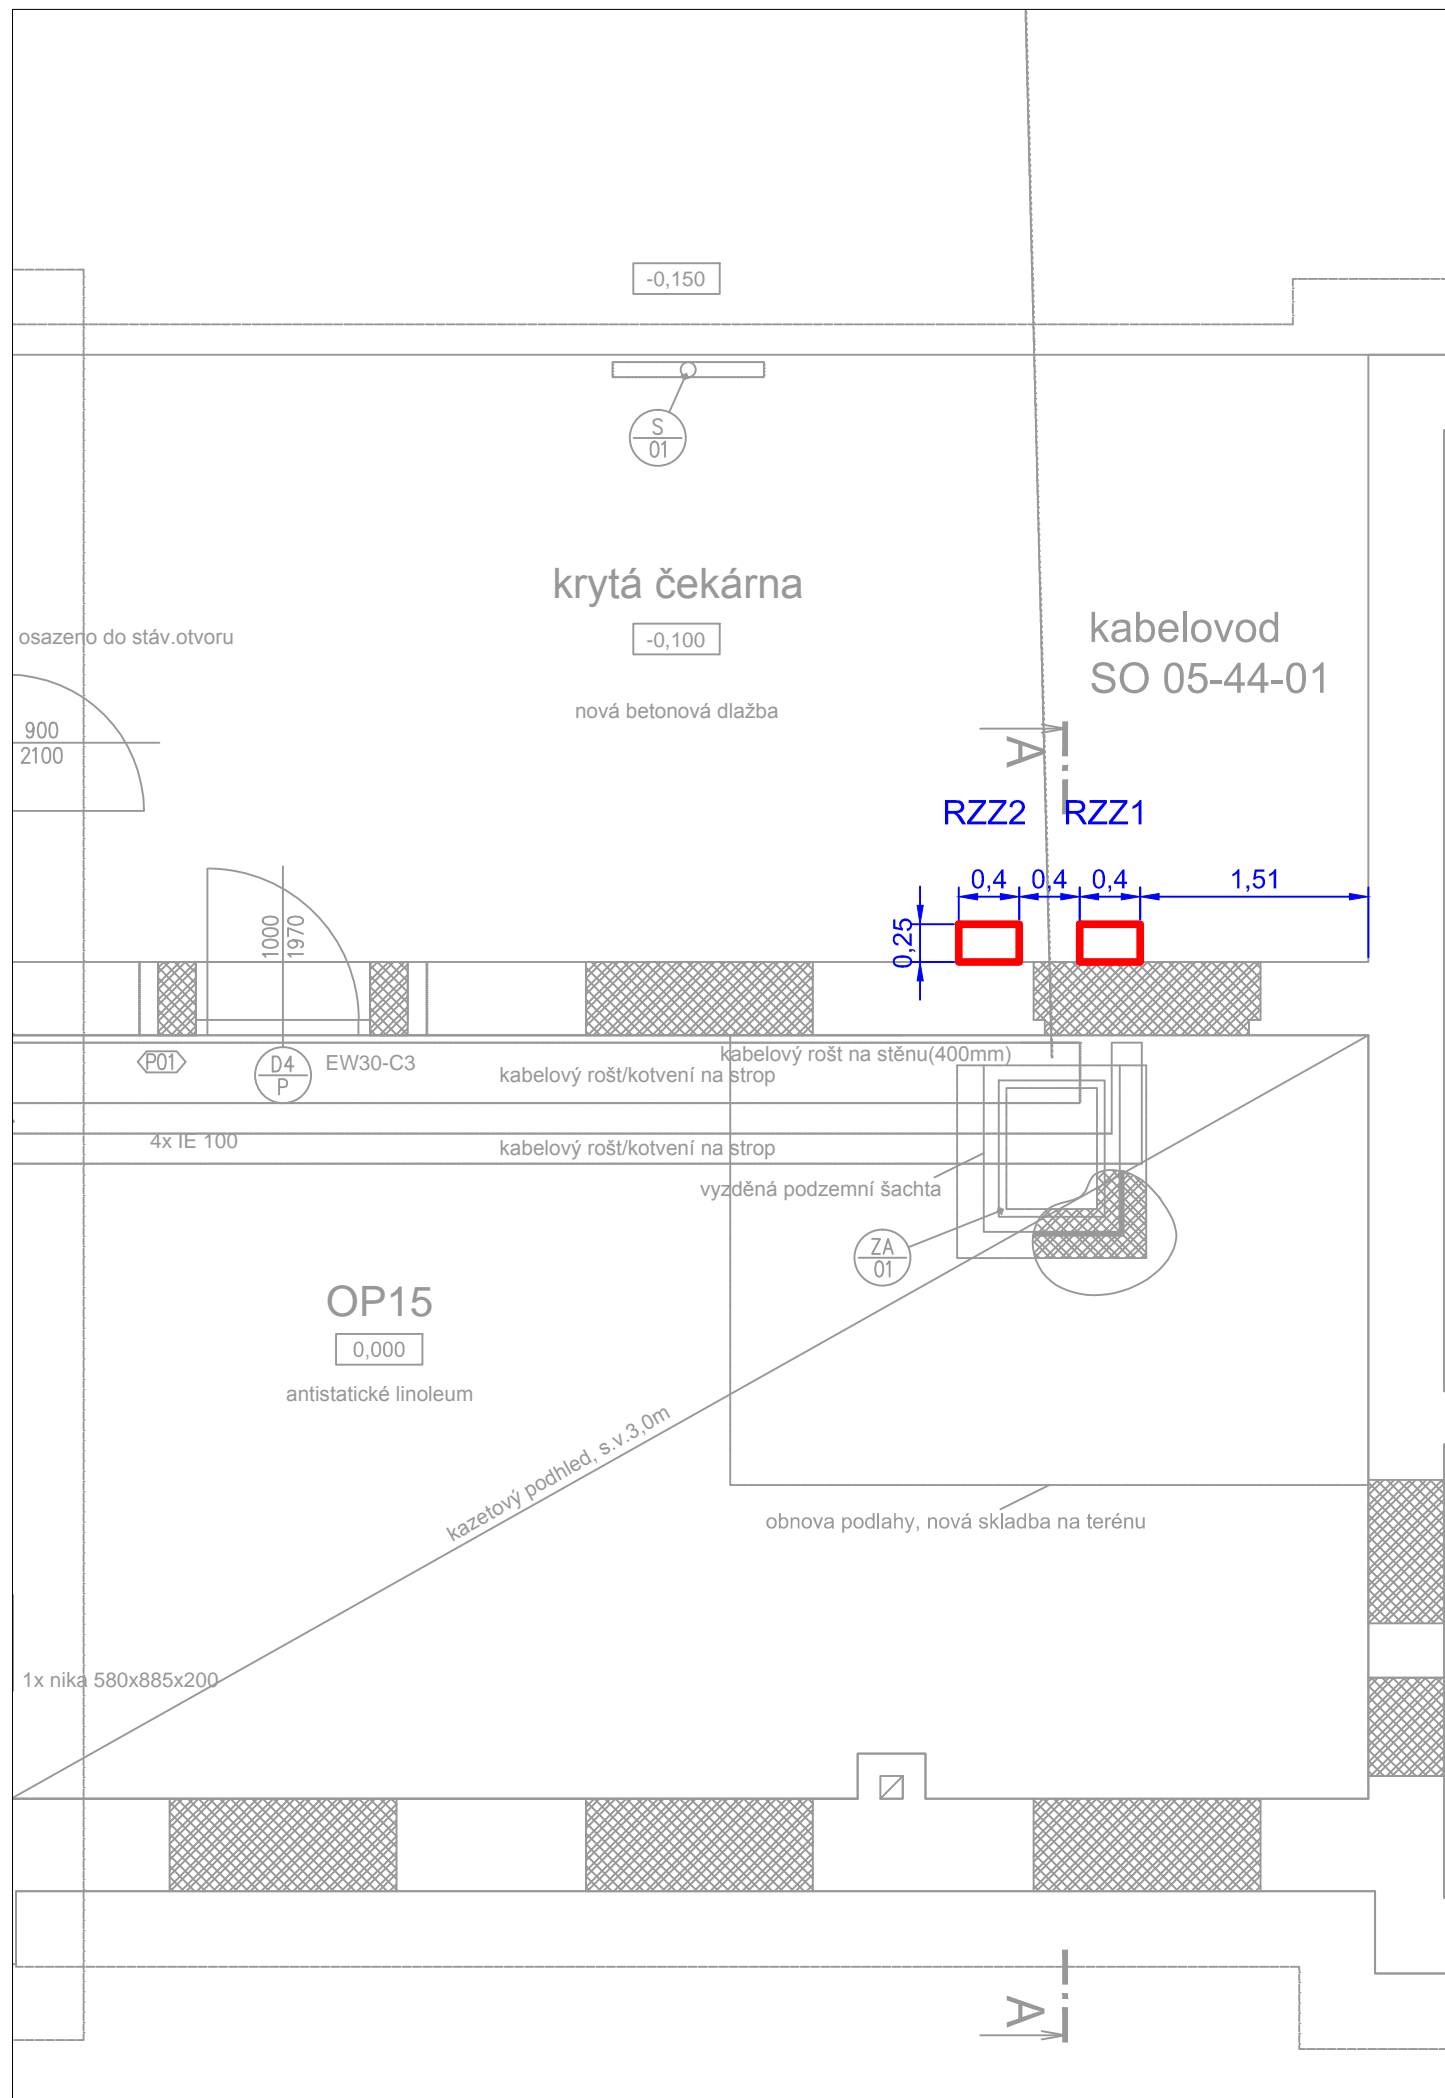 -0,150
S
01
krytá čekárna
-0,100
nová betonová dlažba
kabelovod
SO 05-44-01
osazeno do stáv.otvoru
900
2100
A
RZZ2
RZZ1
0,4
0,4
0,4
1,51
0,25
1000
1970
P01
D4
P
EW30-C3
kabelový rošt na stěnu(400mm)
kabelový rošt/kotvení na strop
4x IE 100
kabelový rošt/kotvení na strop
vyzděná podzemní šachta
ZA
01
OP15
0,000
antistatické linoleum
kazetový podhled, s.v.3,0m
obnova podlahy, nová skladba na terénu
1x nika 580x885x200
A